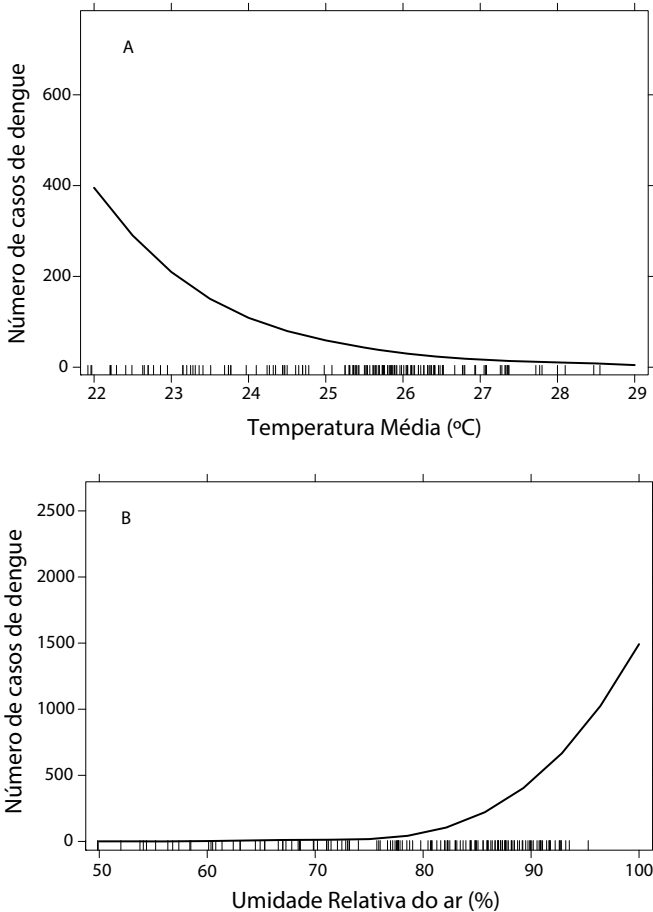 A
Número de casos de dengue
600
400
200
0
22 23 24 25 26 27 28 29
Temperatura Média (ºC)
B
Número de casos de dengue
2500
2000
1500
1000
500
0
50 60 70 80 90 100
Umidade Relativa do ar (%)